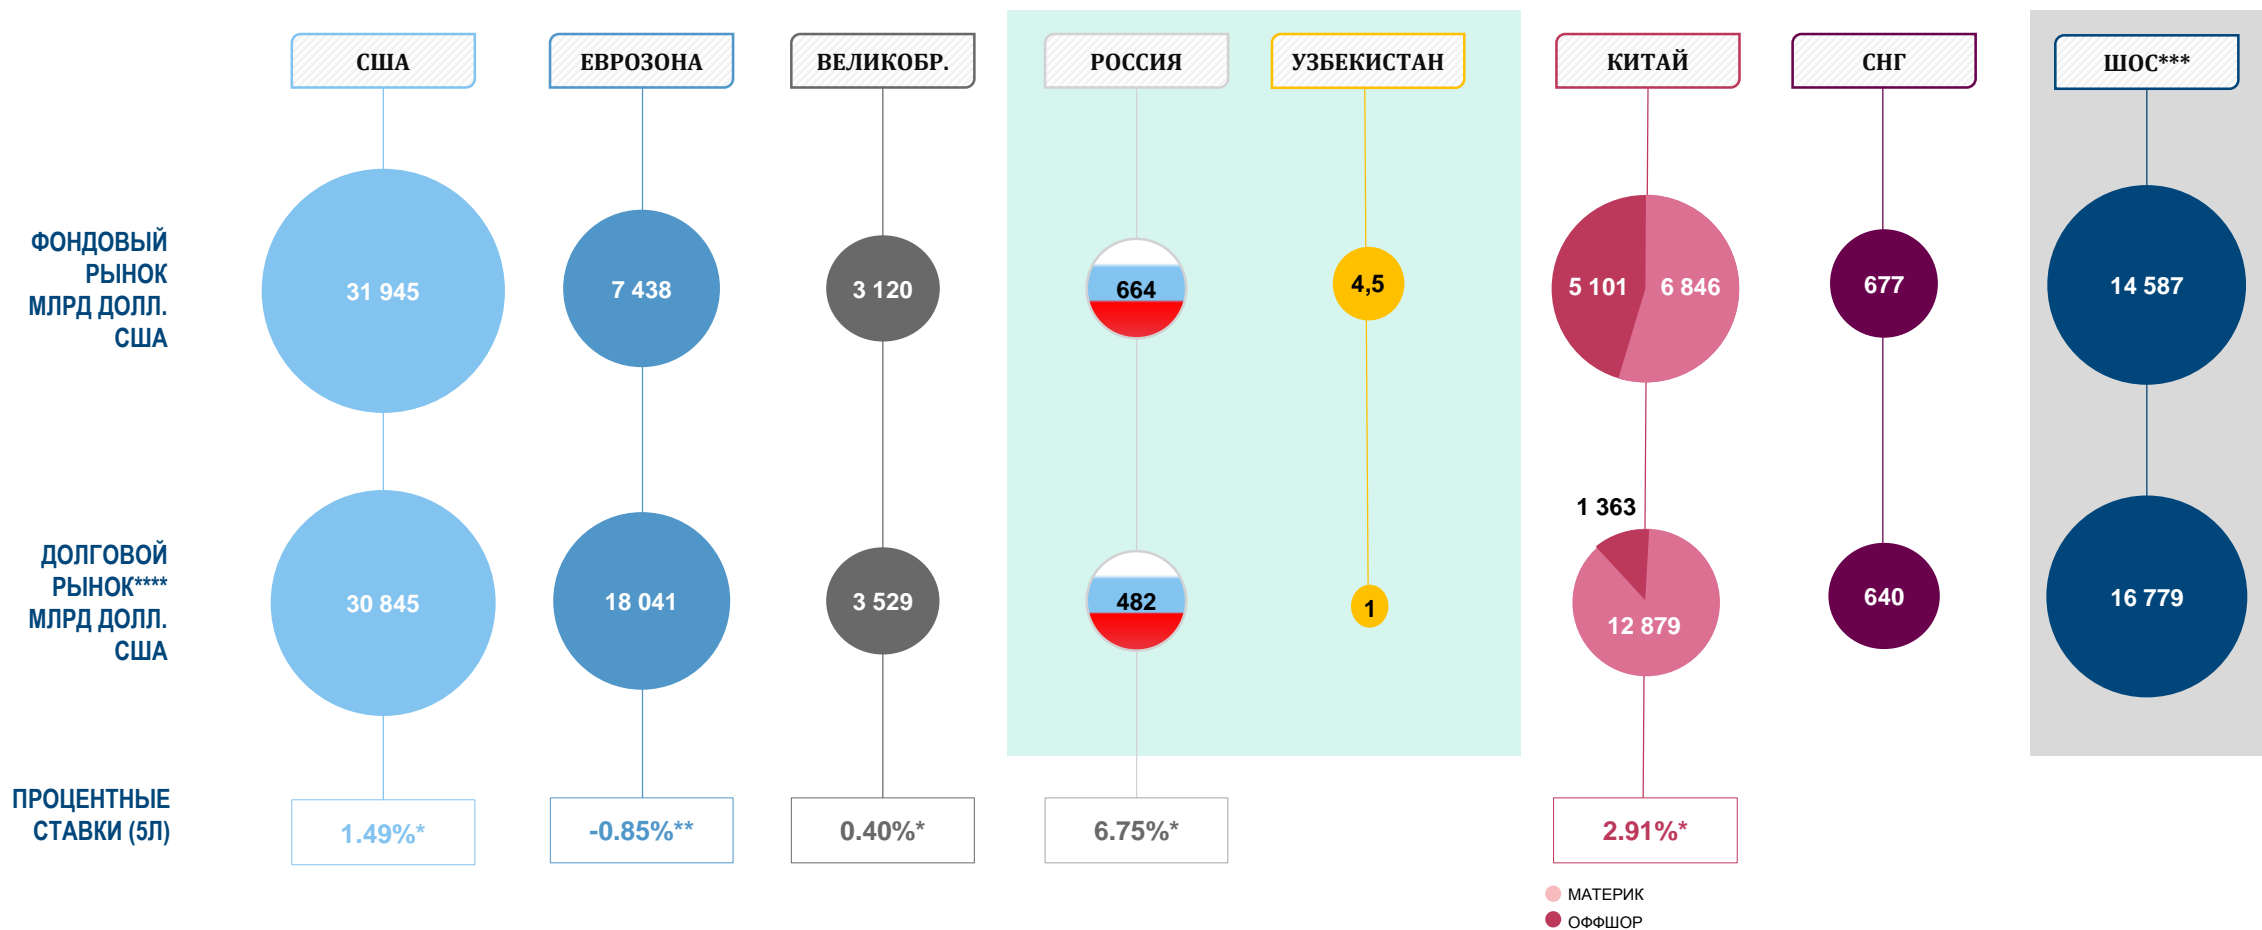 США
ЕВРОЗОНА
ВЕЛИКОБР.
РОССИЯ
УЗБЕКИСТАН
КИТАЙ
СНГ
ШОС***
ФОНДОВЫЙ
РЫНОК
МЛРД ДОЛЛ.
США
31 945
7 438
3 120
664
4,5
5 101
6 846
677
14 587
ДОЛГОВОЙ
РЫНОК****
МЛРД ДОЛЛ.
США
30 845
18 041
3 529
482
1
1 363
12 879
640
16 779
ПРОЦЕНТНЫЕ
СТАВКИ (5Л)
1.49%*
-0.85%**
0.40%*
6.75%*
2.91%*
МАТЕРИК
ОФФШОР